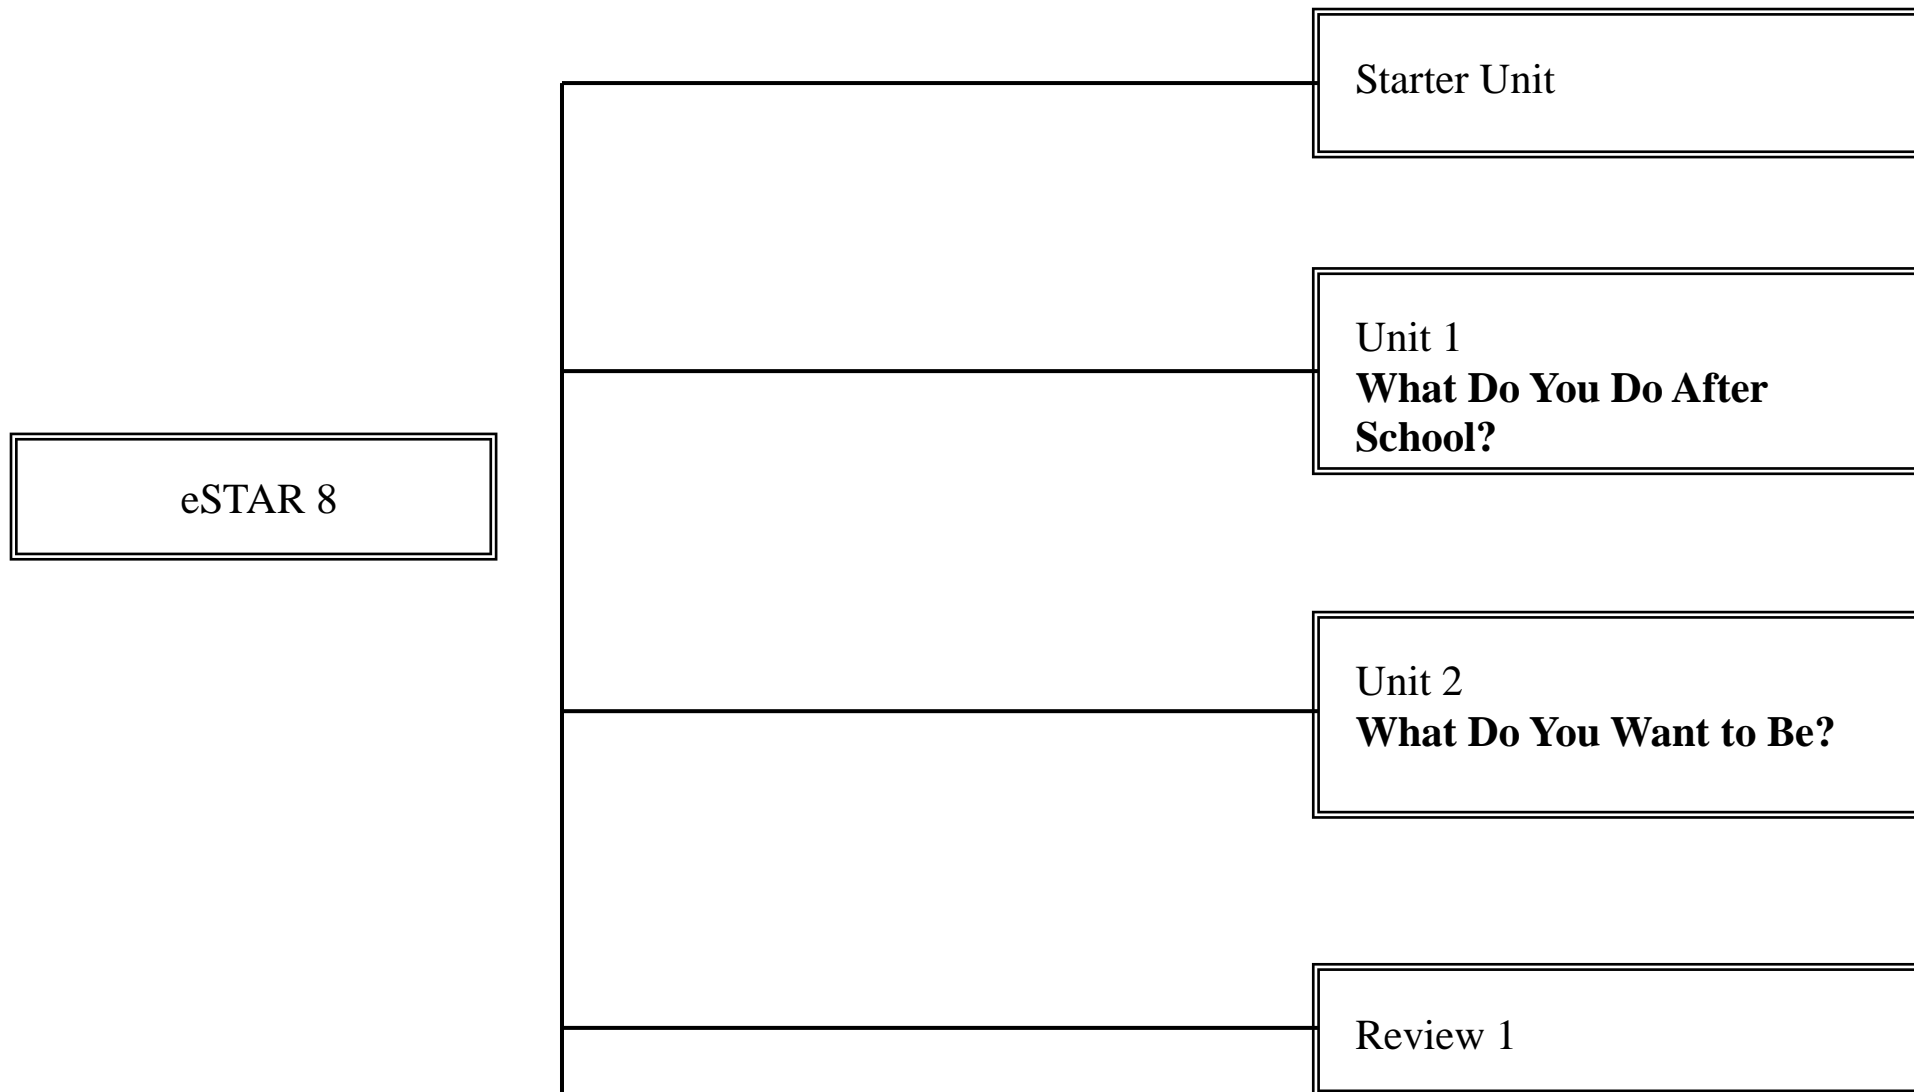 Starter Unit
Unit 1
What Do You Do After
School?
eSTAR 8
Unit 2
What Do You Want to Be?
Review 1